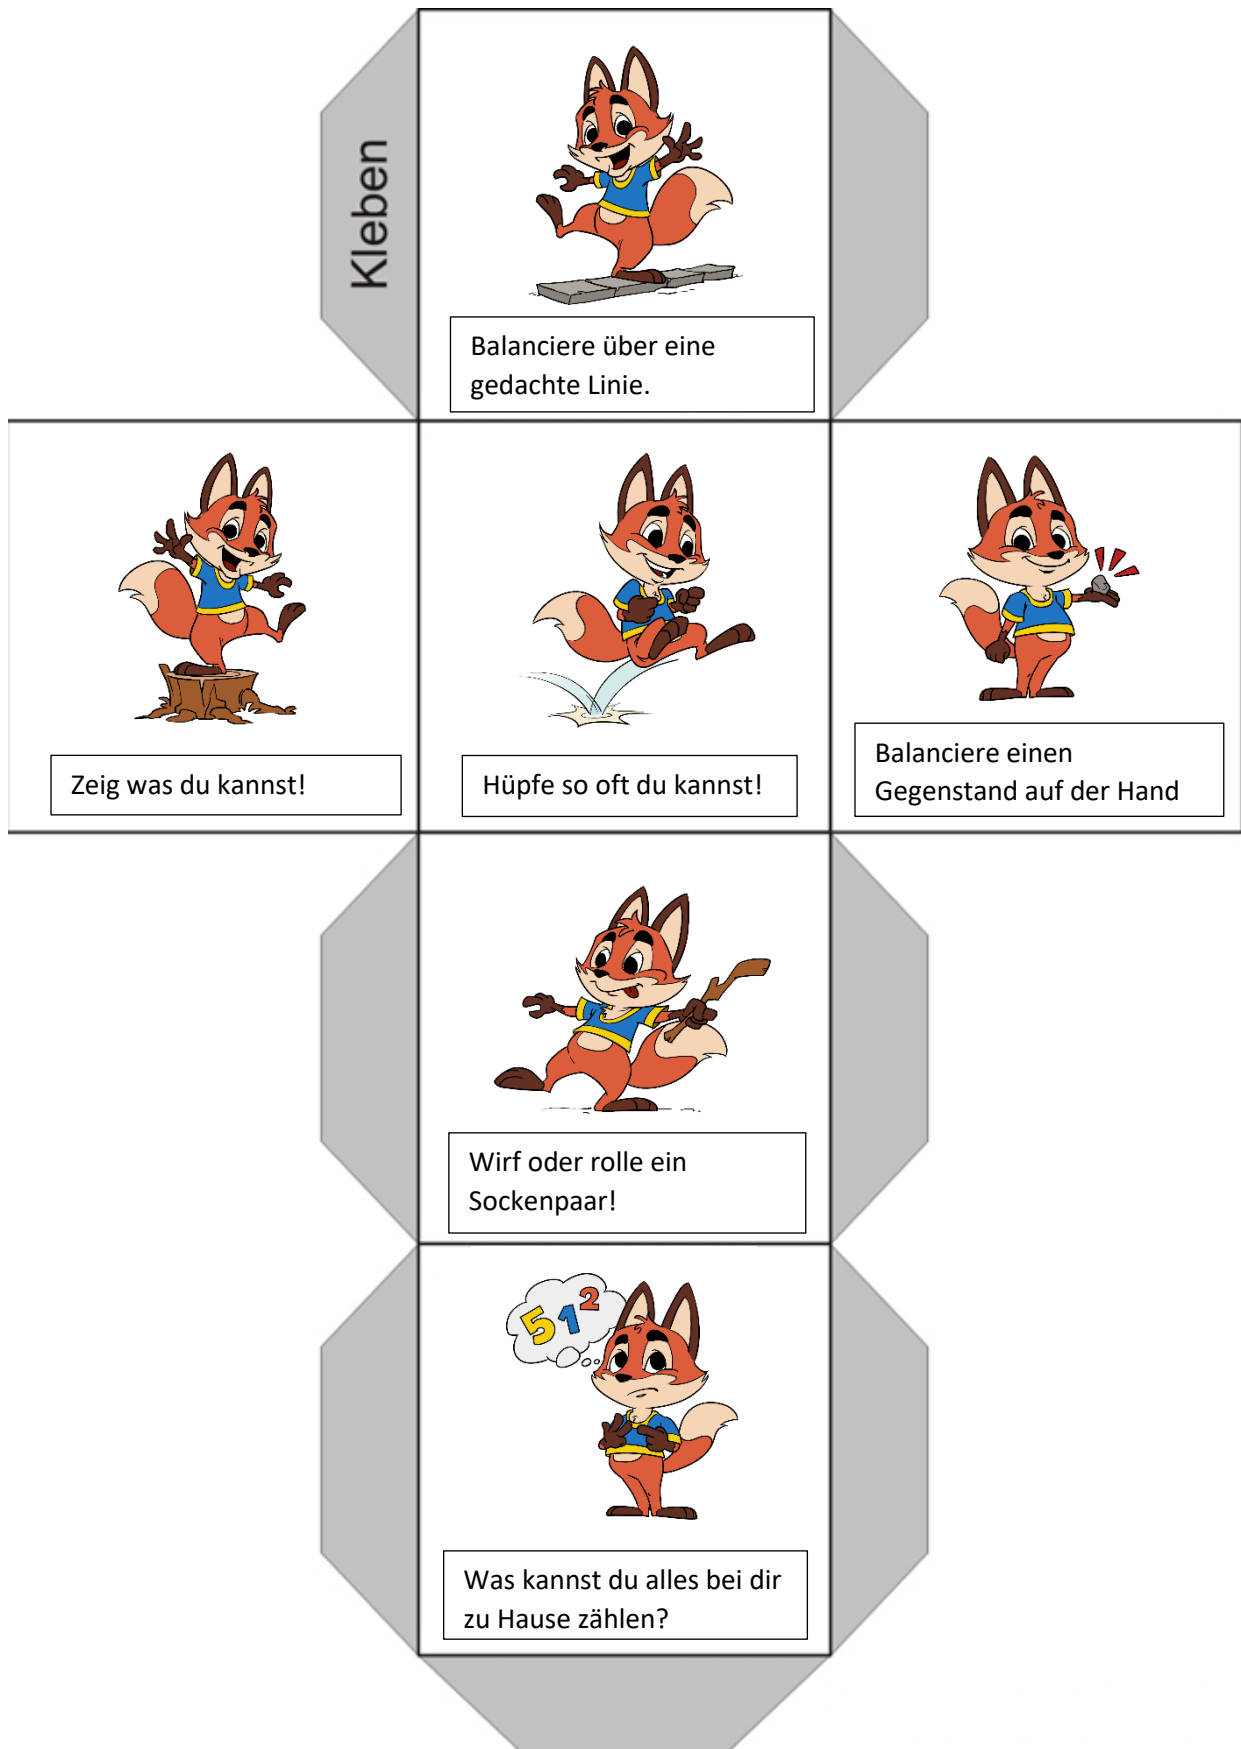 Kleben
Balanciere über eine
gedachte Linie.
Zeig was du kannst!
Hüpfe so oft du kannst!
Balanciere einen
Gegenstand auf der Hand
Wirf oder rolle ein
Sockenpaar!
512
Was kannst du alles bei dir
zu Hause zählen?